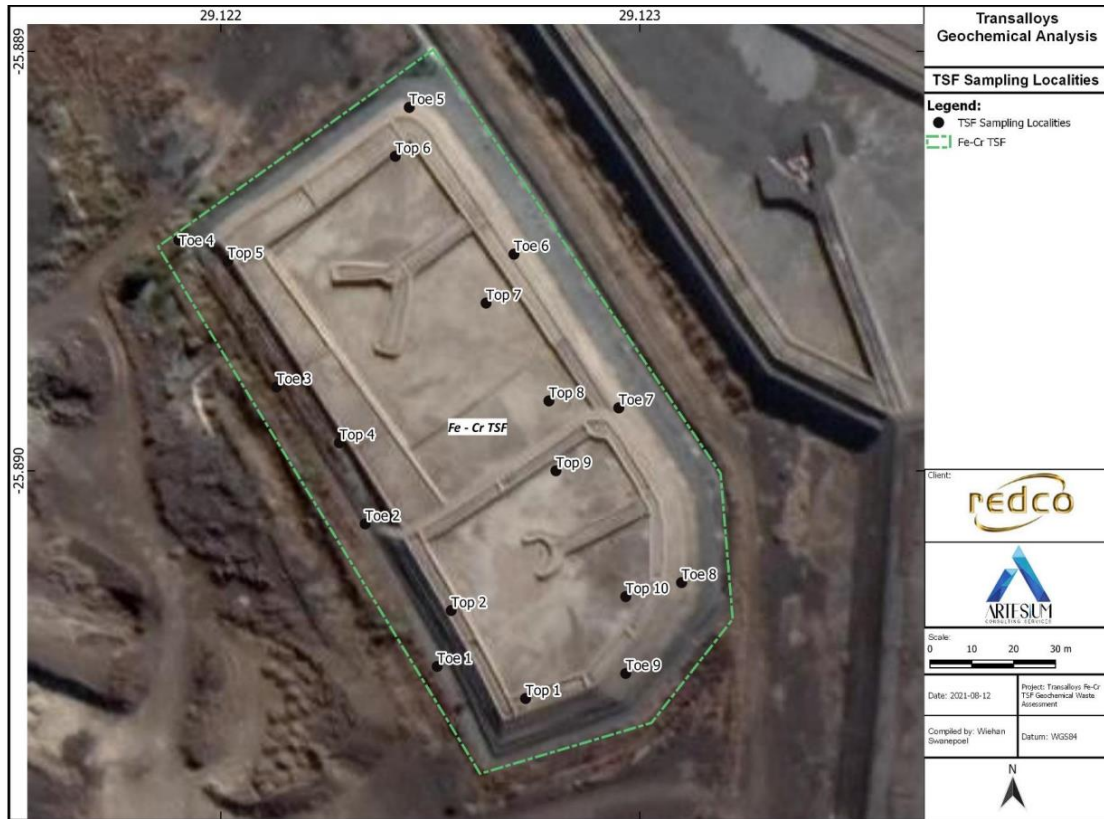 29.122
29.123
-25.889
-25.890
Toe 5
Top 6
Toe 4
Top 5
Toe 6
Top 7
Toe 3
Top 8
Toe 7
Top 4
Fe - Cr TSF
Top 9
Toe 2
Toe 8
Top 10
Top 2
Toe 1
Toe 9
Top 1
Transalloys
Geochemical Analysis
TSF Sampling Localities
Legend:
TSF Sampling Localities
Fe-Cr TSF
Client:
redco
ARTESIUM
CONSULTING SERVICES
Scale:
0 10 20 30 m
Date: 2021-08-12
Project: Transalloys Fe-Cr
TSF Geochemical Waste
Assessment
Compiled by: Wiehan
Swanepoel
Datum: WGS84
N